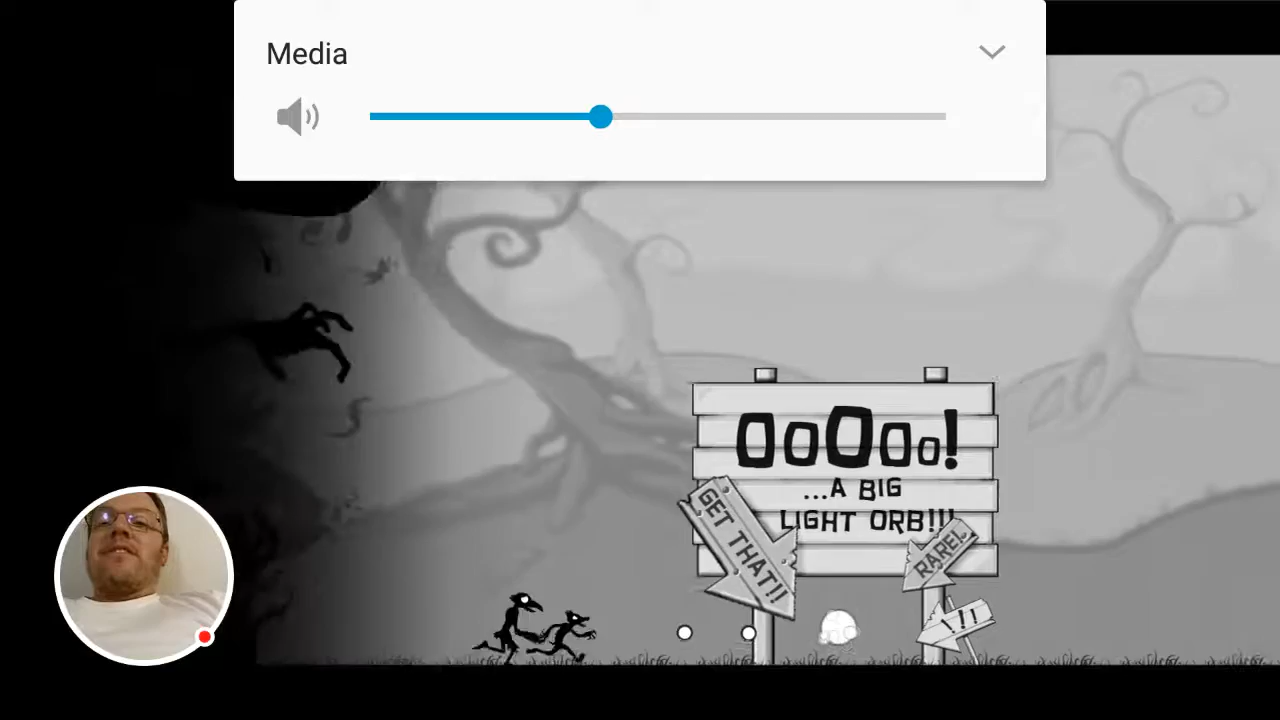 Media
OoOoo!
...A BIG
LIGHT ORB!!!
GET THAT!!
RARE!
!!!